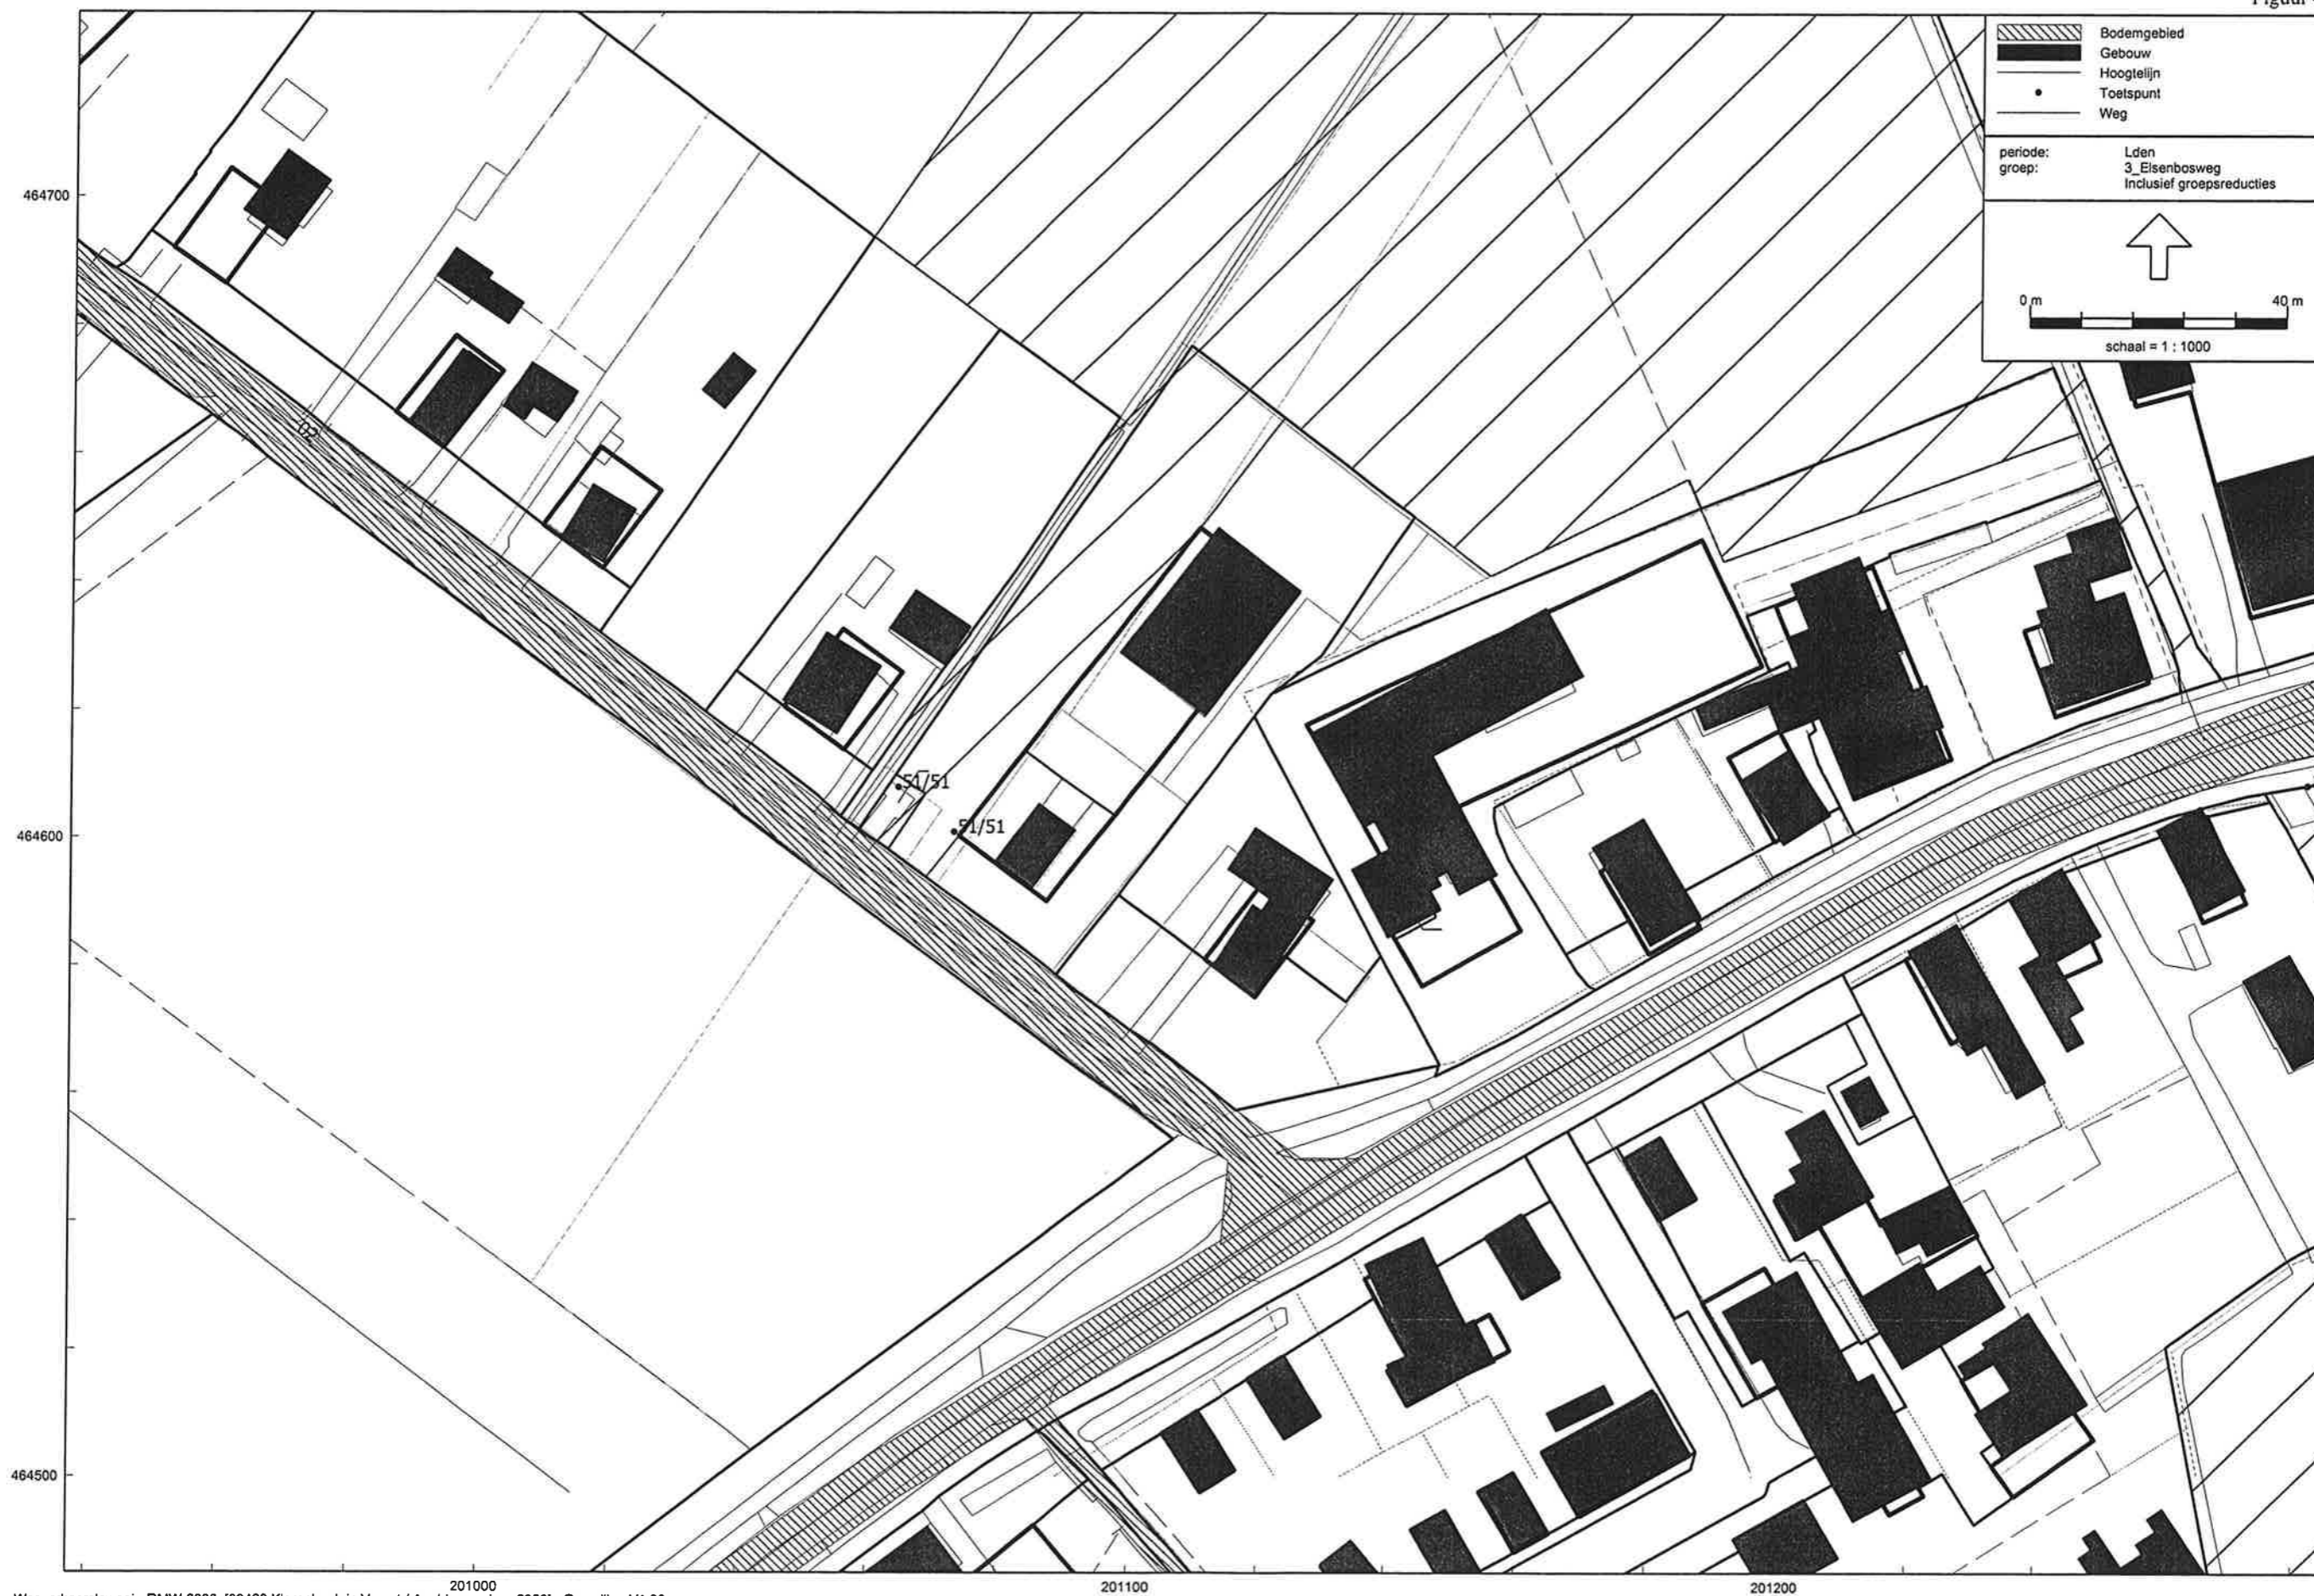 Bodemgebied
Gebouw
Hoogtelijn
Toetspunt
Weg
periode: Lden
groep: 3_Elsenbosweg
Inclusief groepsreducties
0 m 40 m
schaal = 1 : 1000
464700
02
51/51
51/51
464600
464500
201000
201100
201200